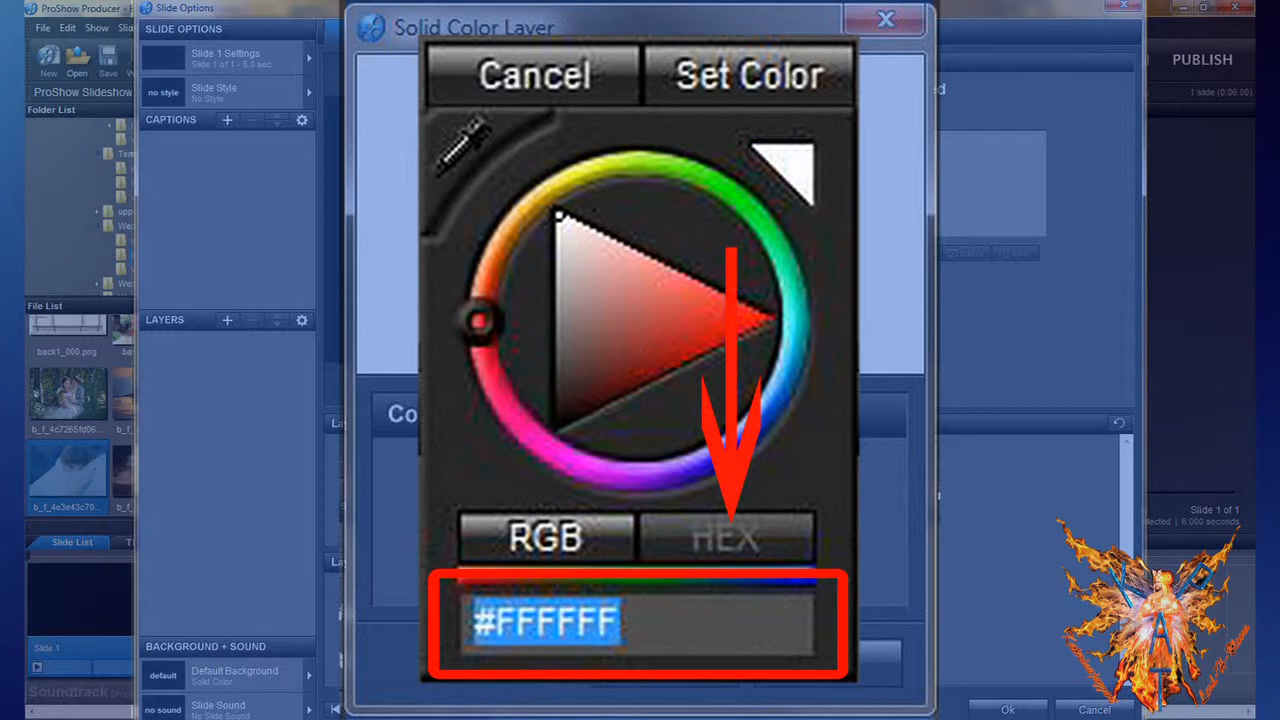 ProShow Producer - H
Slide Options
Solid Color Layer
File Edit Show Slid
SLIDE OPTIONS
Cancel
Set Color
Slide 1 Settings
Slide 1 of 1 - 6.0 sec
PUBLISH
New Open Save
no style
Slide Style
No Style
ProShow Slideshow
1 slide (0:06.00)
Folder List
CAPTIONS
File List
LAYERS
back1_000.png
Co
b_f_4c7265fd06...
b_f_4e3e43c70...
RGB
HEX
Slide 1 of 1
6.000 seconds
Slide List
#FFFFFF
Slide 1
BACKGROUND + SOUND
default
Default Background
Solid Color
Soundtrack
no sound
Slide Sound
No Slide Sound
Ok
Cancel